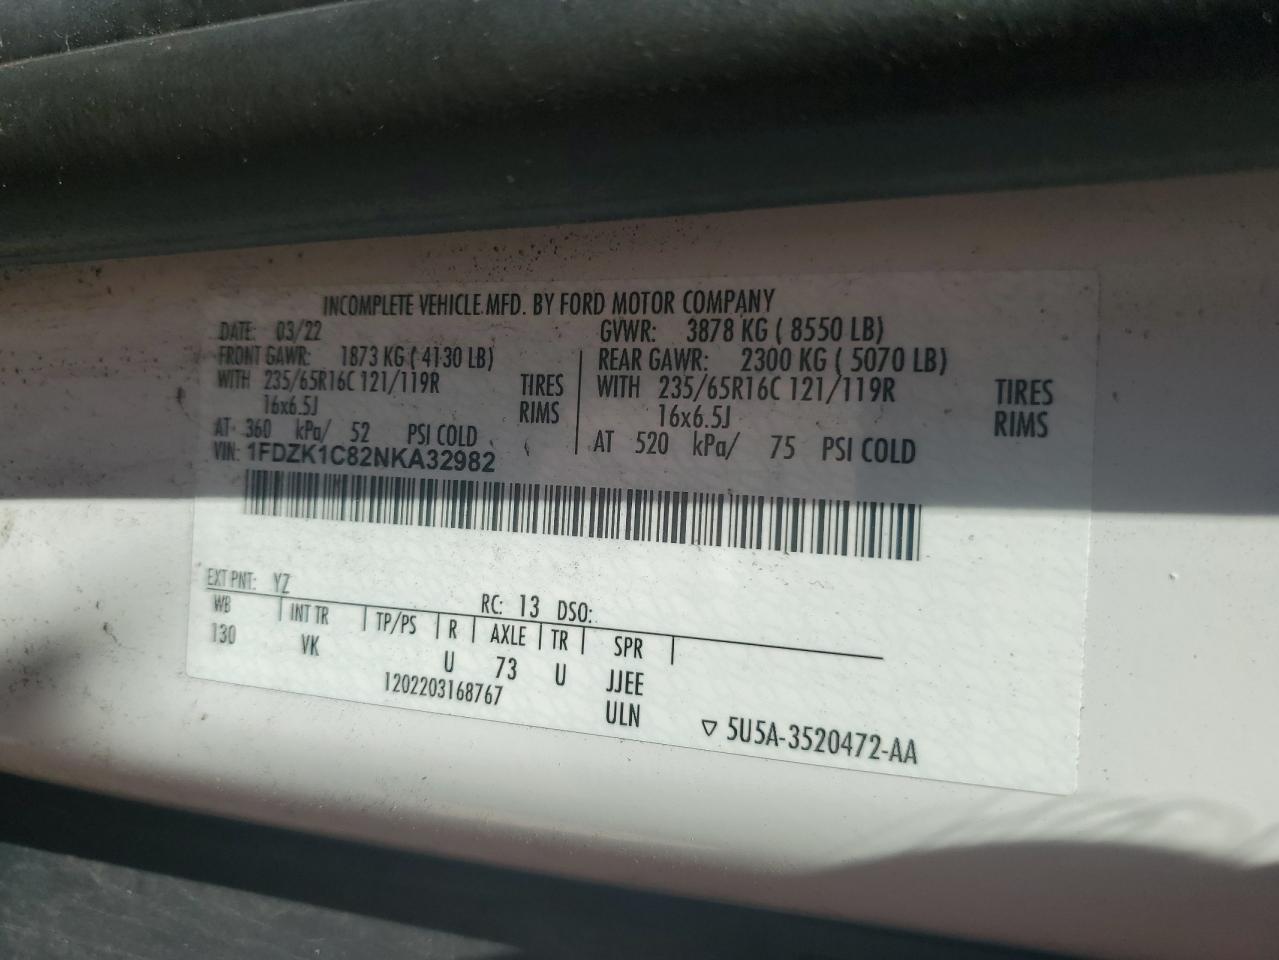 INCOMPLETE VEHICLE MFD. BY FORD MOTOR COMPANY
DATE: 03/22 GVWR: 3878 KG ( 8550 LB)
FRONT GAWR: 1873 KG ( 4130 LB) REAR GAWR: 2300 KG ( 5070 LB)
WITH 235/65R16C 121/119R TIRES WITH 235/65R16C 121/119R TIRES
16x6.5J RIMS 16x6.5J RIMS
AT 360 kPa/ 52 PSI COLD AT 520 kPa/ 75 PSI COLD
VIN: 1FDZK1C82NKA32982
EXT PNT: YZ RC: 13 DSO:
WB INT TR TP/PS R AXLE TR SPR
130 VK U 73 U JJEE
1202203168767 ULN ▽ 5U5A-3520472-AA